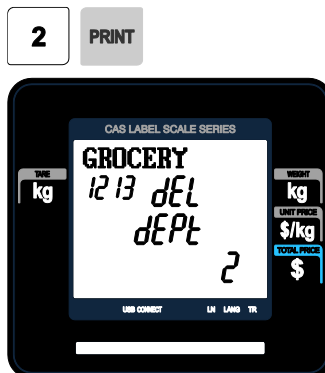 2 PRINT
CAS LABEL SCALE SERIES
GROCERY
1213 dEL
dEPt
2
TARE
kg
WEIGHT
kg
UNIT PRICE
$/kg
TOTAL PRICE
$
USB CONNECT LN LANG TR